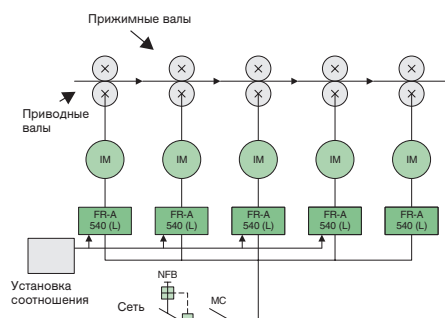 Прижимные валы
Приводные
валы
IM IM IM IM IM
FR-A
540 (L)
FR-A
540 (L)
FR-A
540 (L)
FR-A
540 (L)
FR-A
540 (L)
Установка
соотношения
NFB
Сеть
MC